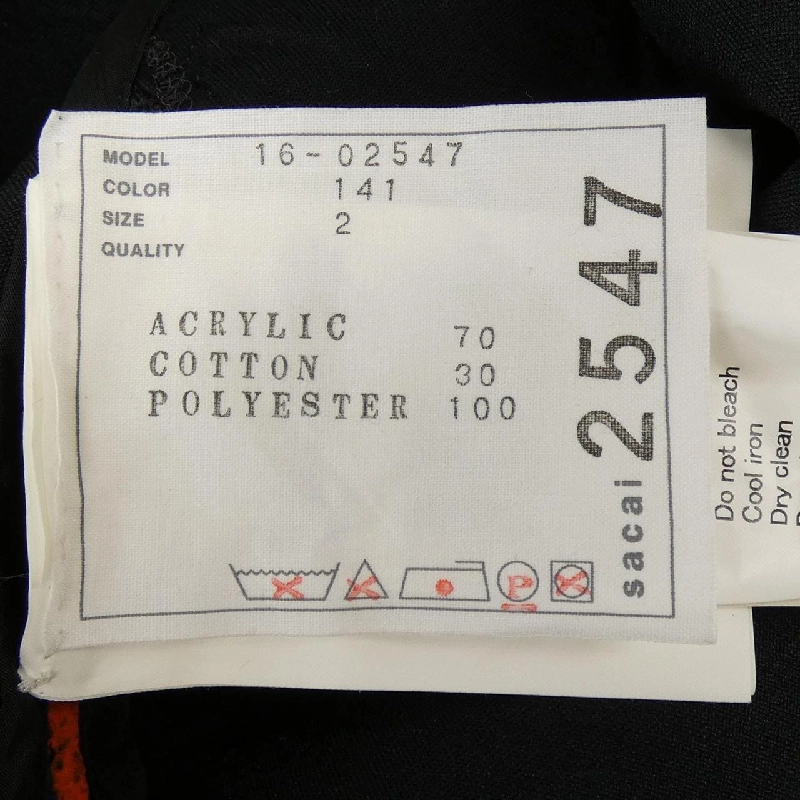 MODEL 16-02547
COLOR 141
SIZE 2
QUALITY
ACRYLIC 70
COTTON 30
POLYESTER 100
P
sacai 2547
Do not bleach
Cool iron
Dry clean